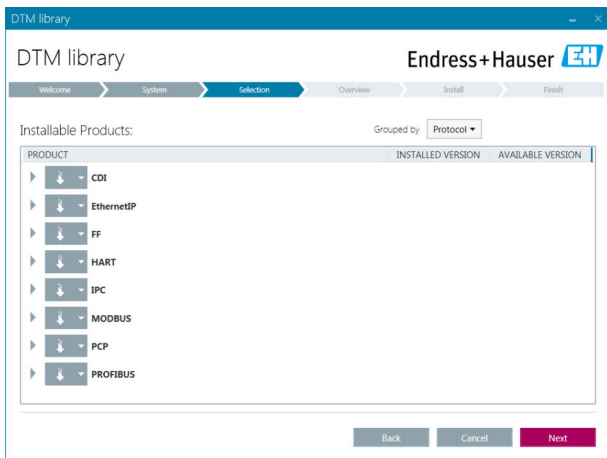 DTM library
DTM library
Endress+Hauser EH
Welcome System Selection Overview Install Finish
Installable Products:
Grouped by Protocol
PRODUCT INSTALLED VERSION AVAILABLE VERSION
CDI
EthernetIP
FF
HART
IPC
MODBUS
PCP
PROFIBUS
Back Cancel Next